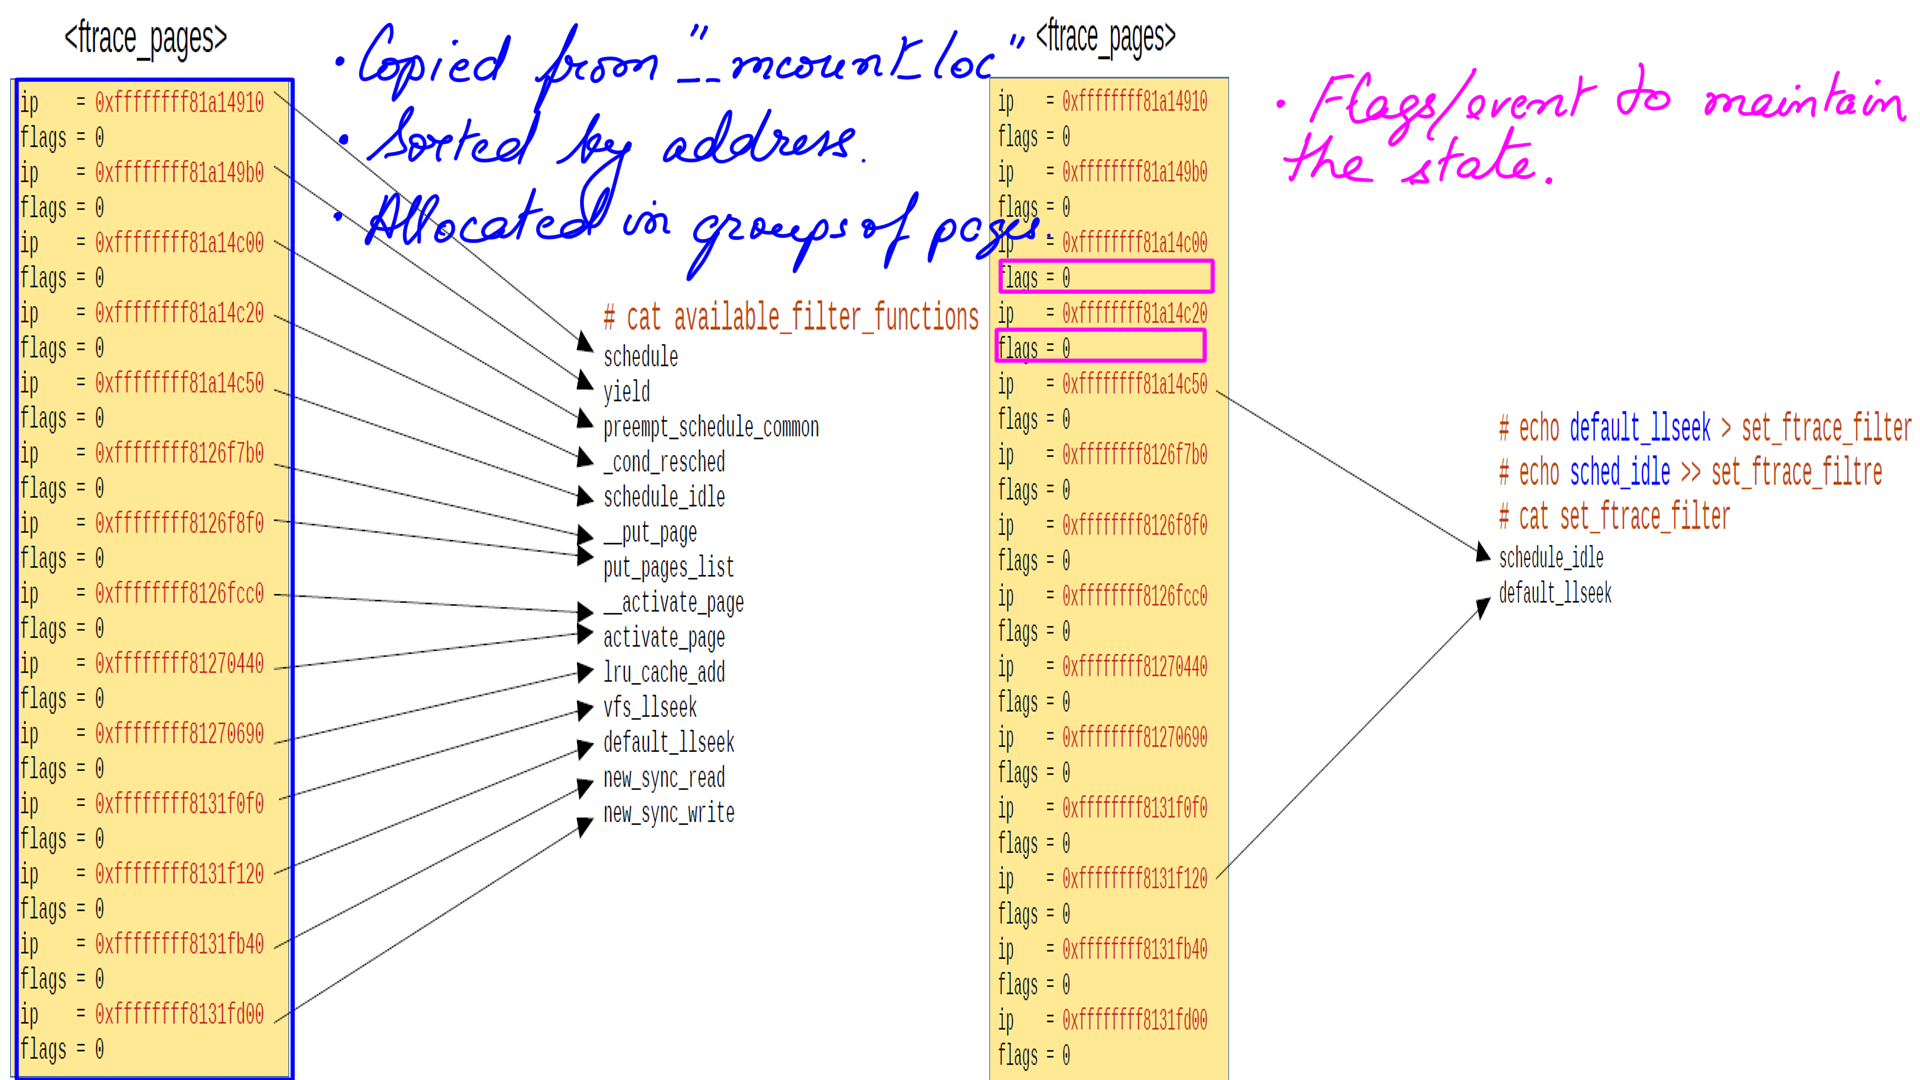 <ftrace_pages>
ip = 0xffffffff81a14910
flags = 0
ip = 0xffffffff81a149b0
flags = 0
ip = 0xffffffff81a14c00
flags = 0
ip = 0xffffffff81a14c20
flags = 0
ip = 0xffffffff81a14c50
flags = 0
ip = 0xffffffff8126f7b0
flags = 0
ip = 0xffffffff8126f8f0
flags = 0
ip = 0xffffffff8126fcc0
flags = 0
ip = 0xffffffff81270440
flags = 0
ip = 0xffffffff81270690
flags = 0
ip = 0xffffffff8131f0f0
flags = 0
ip = 0xffffffff8131f120
flags = 0
ip = 0xffffffff8131fb40
flags = 0
ip = 0xffffffff8131fd00
flags = 0
• Copied from "__mcount_loc"
• Sorted by address.
• Allocated in groups of pages.
# cat available_filter_functions
schedule
yield
preempt_schedule_common
_cond_resched
schedule_idle
__put_page
put_pages_list
__activate_page
activate_page
lru_cache_add
vfs_llseek
default_llseek
new_sync_read
new_sync_write
<ftrace_pages>
ip = 0xffffffff81a14910
flags = 0
ip = 0xffffffff81a149b0
flags = 0
ip = 0xffffffff81a14c00
flags = 0
ip = 0xffffffff81a14c20
flags = 0
ip = 0xffffffff81a14c50
flags = 0
ip = 0xffffffff8126f7b0
flags = 0
ip = 0xffffffff8126f8f0
flags = 0
ip = 0xffffffff8126fcc0
flags = 0
ip = 0xffffffff81270440
flags = 0
ip = 0xffffffff81270690
flags = 0
ip = 0xffffffff8131f0f0
flags = 0
ip = 0xffffffff8131f120
flags = 0
ip = 0xffffffff8131fb40
flags = 0
ip = 0xffffffff8131fd00
flags = 0
• Flags/event to maintain
the state.
# echo default_llseek > set_ftrace_filter
# echo sched_idle >> set_ftrace_filtre
# cat set_ftrace_filter
schedule_idle
default_llseek